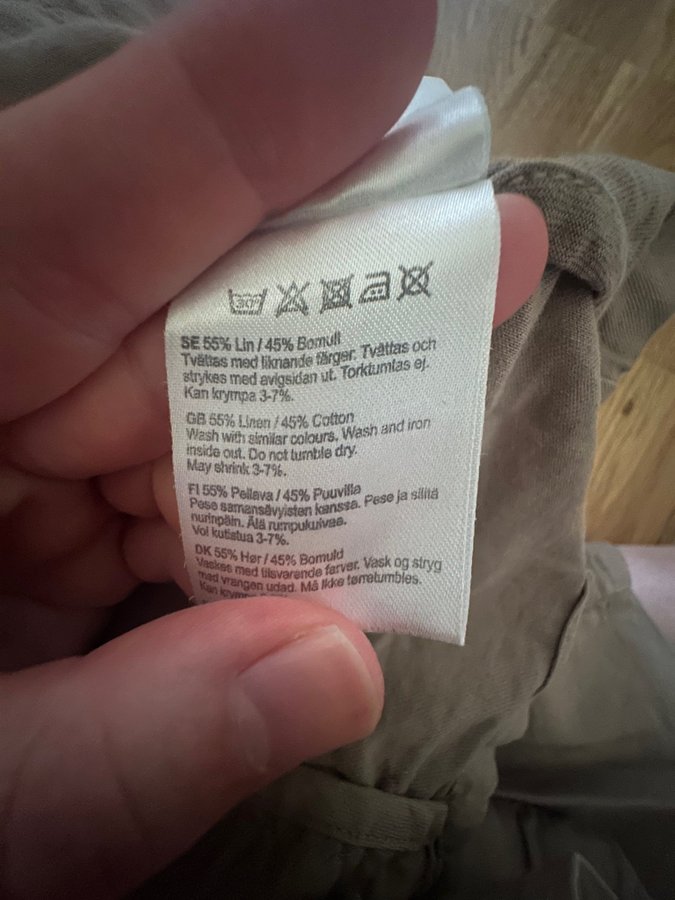 30°
SE 55% Lin / 45% Bomull
Tvättas med liknande färger. Tvättas och
strykes med avigsidan ut. Torktumlas ej.
Kan krympa 3-7%.
GB 55% Linen / 45% Cotton
Wash with similar colours. Wash and iron
inside out. Do not tumble dry.
May shrink 3-7%.
FI 55% Pellava / 45% Puuvilla
Pese samansävyisten kanssa. Pese ja silitä
nurinpäin. Älä rumpukuivaa.
Voi kutistua 3-7%.
DK 55% Hør / 45% Bomuld
Vaskes med tilsvarende farver. Vask og stryg
med vrangen udad. Må ikke tørretumbles.
Kan krympe